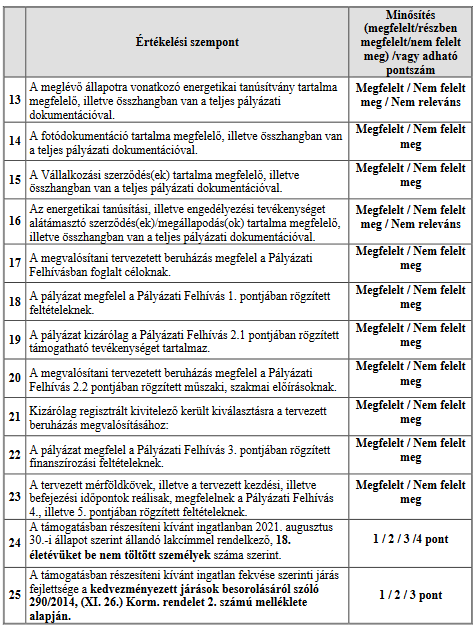 Értékelési szempont
Minősítés
(megfelelt/részben
megfelelt/nem felelt
meg) /vagy adható
pontszám
13
A meglévő állapotra vonatkozó energetikai tanúsítvány tartalma
megfelelő, illetve összhangban van a teljes pályázati
dokumentációval.
Megfelelt / Nem felelt
meg / Nem releváns
14
A fotódokumentáció tartalma megfelelő, illetve összhangban van
a teljes pályázati dokumentációval.
Megfelelt / Nem felelt
meg
15
A Vállalkozási szerződés(ek) tartalma megfelelő, illetve
összhangban van a teljes pályázati dokumentációval.
Megfelelt / Nem felelt
meg
16
Az energetikai tanúsítási, illetve engedélyezési tevékenységet
alátámasztó szerződés(ek)/megállapodás(ok) tartalma megfelelő,
illetve összhangban van a teljes pályázati dokumentációval.
Megfelelt / Nem felelt
meg / Nem releváns
17
A megvalósítani tervezetett beruházás megfelel a Pályázati
Felhívásban foglalt céloknak.
Megfelelt / Nem felelt
meg
18
A pályázat megfelel a Pályázati Felhívás 1. pontjában rögzített
feltételeknek.
Megfelelt / Nem felelt
meg
19
A pályázat kizárólag a Pályázati Felhívás 2.1 pontjában rögzített
támogatható tevékenységet tartalmaz.
Megfelelt / Nem felelt
meg
20
A megvalósítani tervezetett beruházás megfelel a Pályázati
Felhívás 2.2 pontjában rögzített műszaki, szakmai előírásoknak.
Megfelelt / Nem felelt
meg
21
Kizárólag regisztrált kivitelező került kiválasztásra a tervezett
beruházás megvalósításához:
Megfelelt / Nem felelt
meg
22
A pályázat megfelel a Pályázati Felhívás 3. pontjában rögzített
finanszírozási feltételeknek.
Megfelelt / Nem felelt
meg
23
A tervezett mérföldkövek, illetve a tervezett kezdési, illetve
befejezési időpontok reálisak, megfelelnek a Pályázati Felhívás
4., illetve 5. pontjában rögzített feltételeknek.
Megfelelt / Nem felelt
meg
24
A támogatásban részesíteni kívánt ingatlanban 2021. augusztus
30.-i állapot szerint állandó lakcímmel rendelkező, 18.
életévüket be nem töltött személyek száma szerint.
1 / 2 / 3 /4 pont
25
A támogatásban részesíteni kívánt ingatlan fekvése szerinti járás
fejlettsége a kedvezményezett járások besorolásáról szóló
290/2014, (XI. 26.) Korm. rendelet 2. számú melléklete
alapján.
1 / 2 / 3 pont